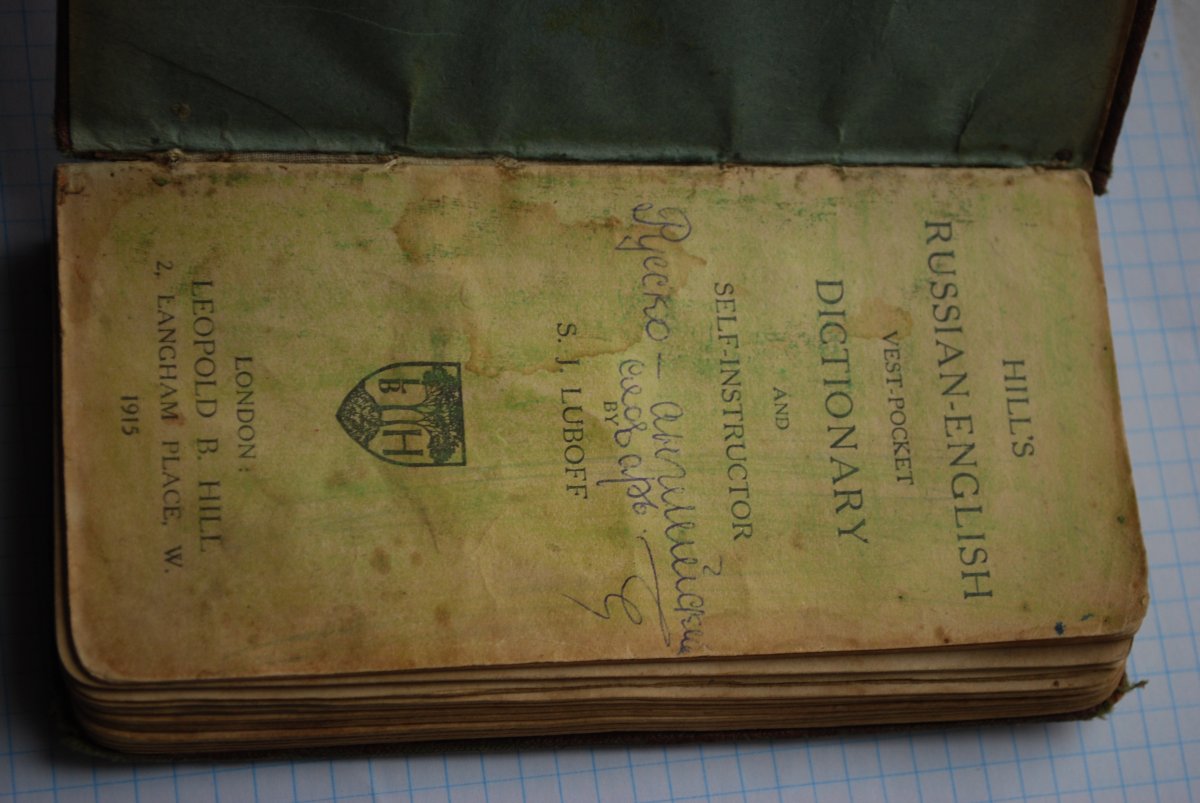 HILL'S
RUSSIAN-ENGLISH
VEST-POCKET
DICTIONARY
AND
SELF-INSTRUCTOR
Русско-английский
словарь.
BY
S. J. LUBOFF
LBH
LONDON:
LEOPOLD B. HILL
2, LANGHAM PLACE, W.
1915